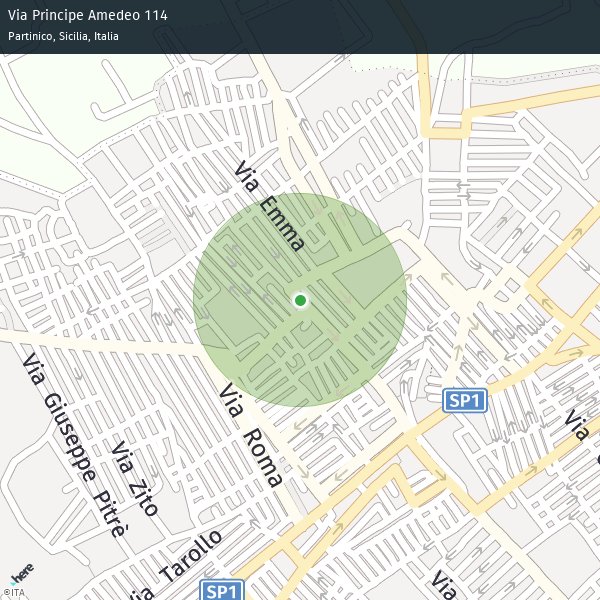 Via Principe Amedeo 114
Partinico, Sicilia, Italia
Via Emma
SP1
Via Giuseppe Pitrè
Via Roma
Via
Via Zito
Via Tarollo
Via
SP1
here
©ITA